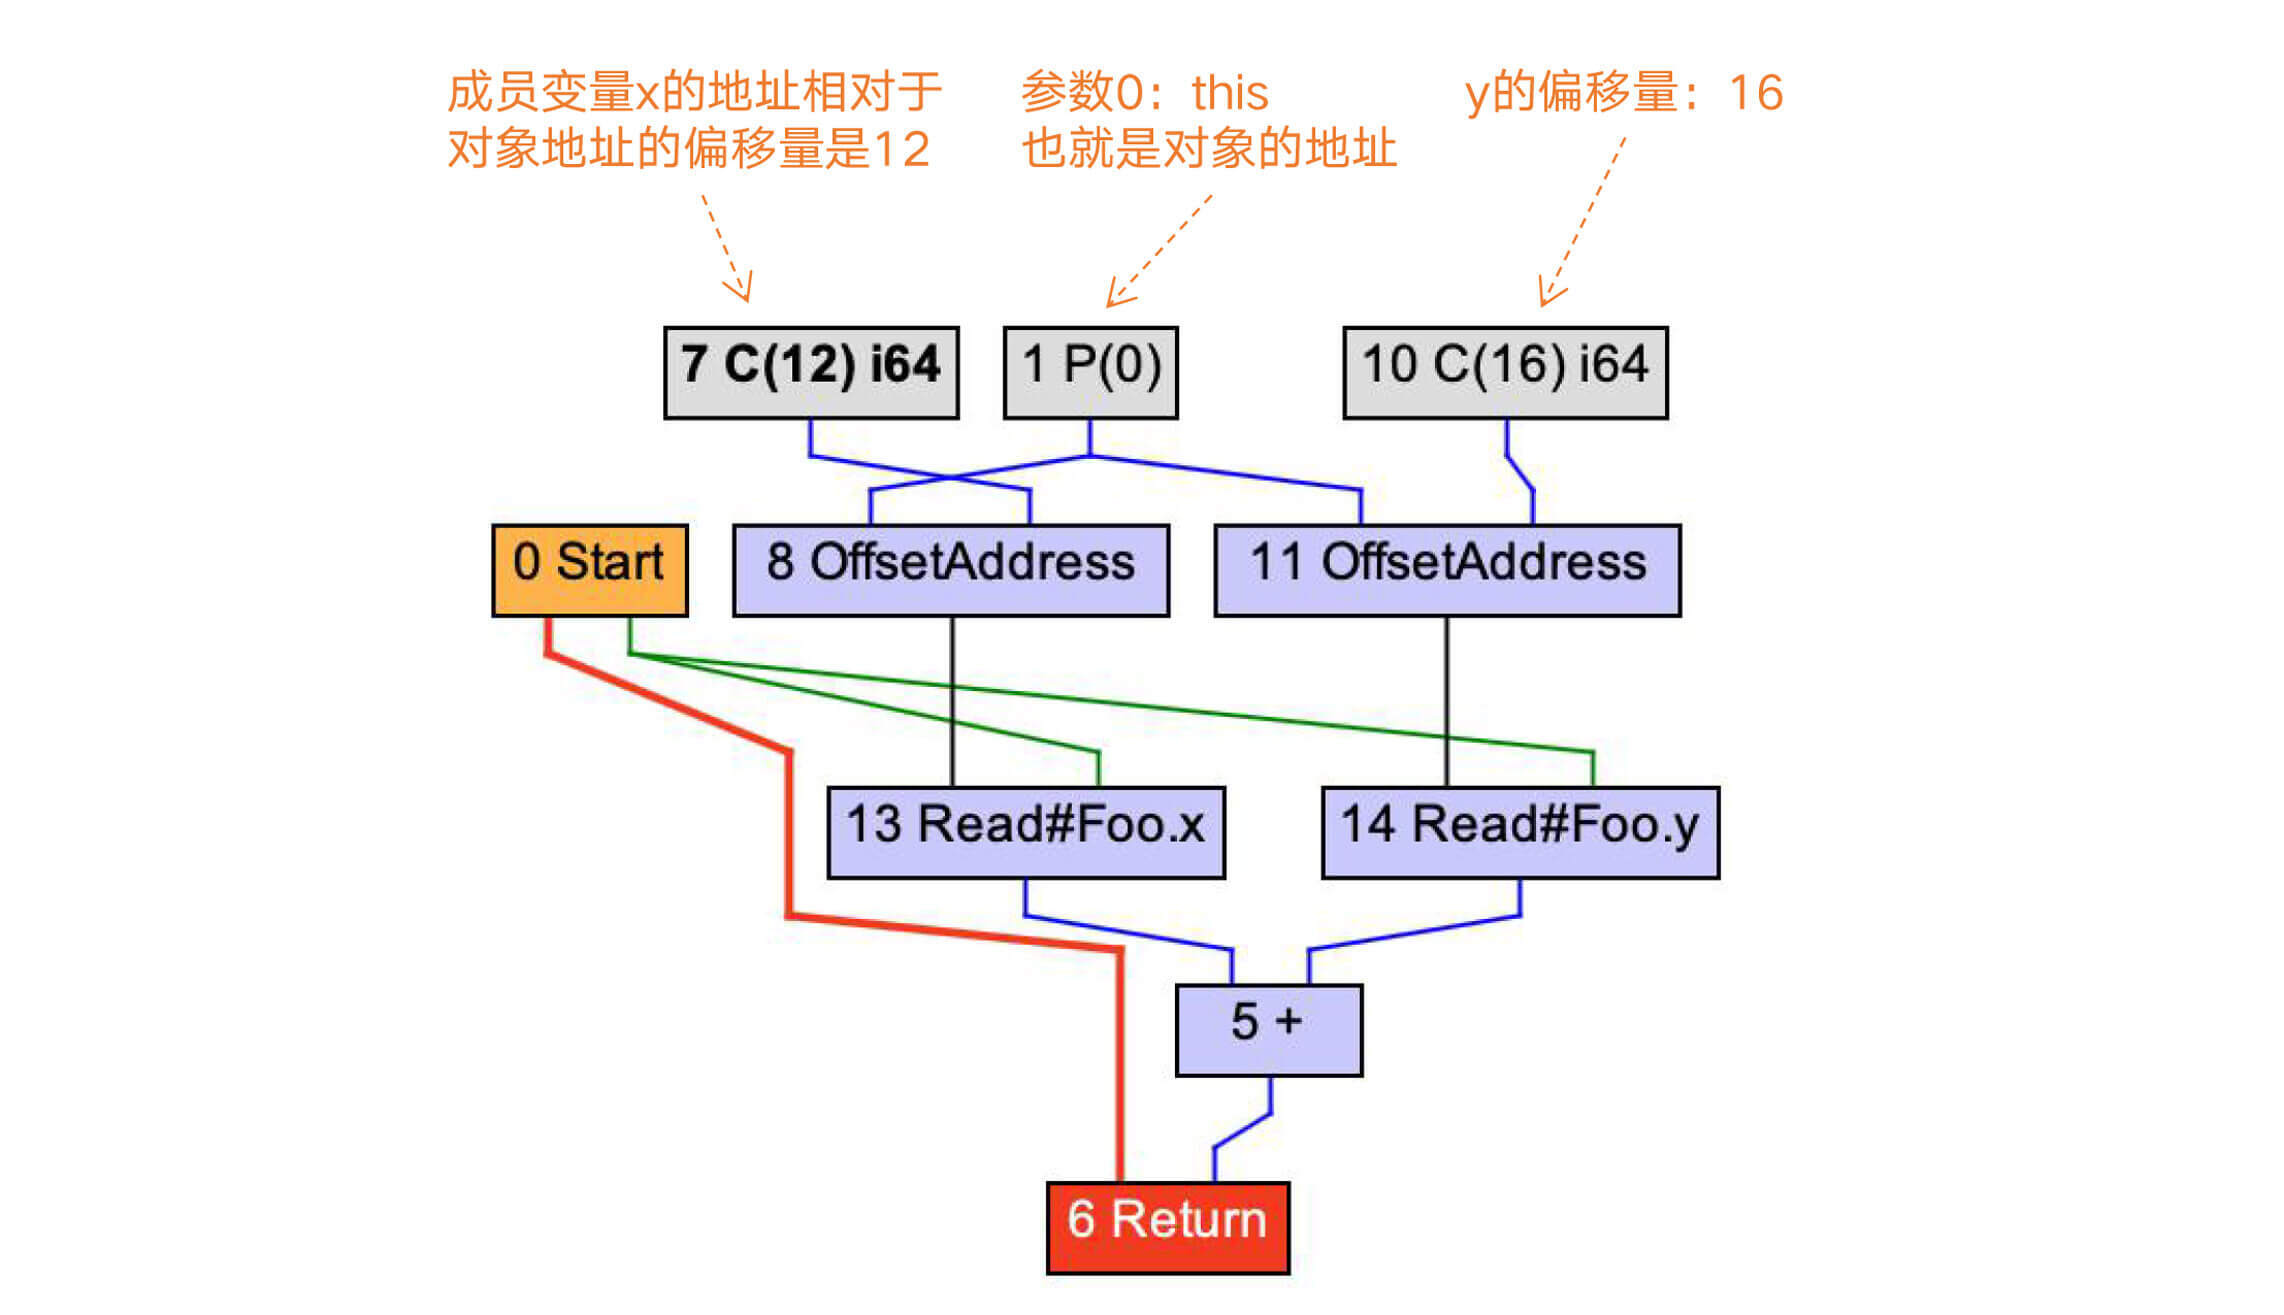 成员变量x的地址相对于
对象地址的偏移量是12
参数0：this
也就是对象的地址
y的偏移量：16
7 C(12) i64
1 P(0)
10 C(16) i64
0 Start
8 OffsetAddress
11 OffsetAddress
13 Read#Foo.x
14 Read#Foo.y
5 +
6 Return